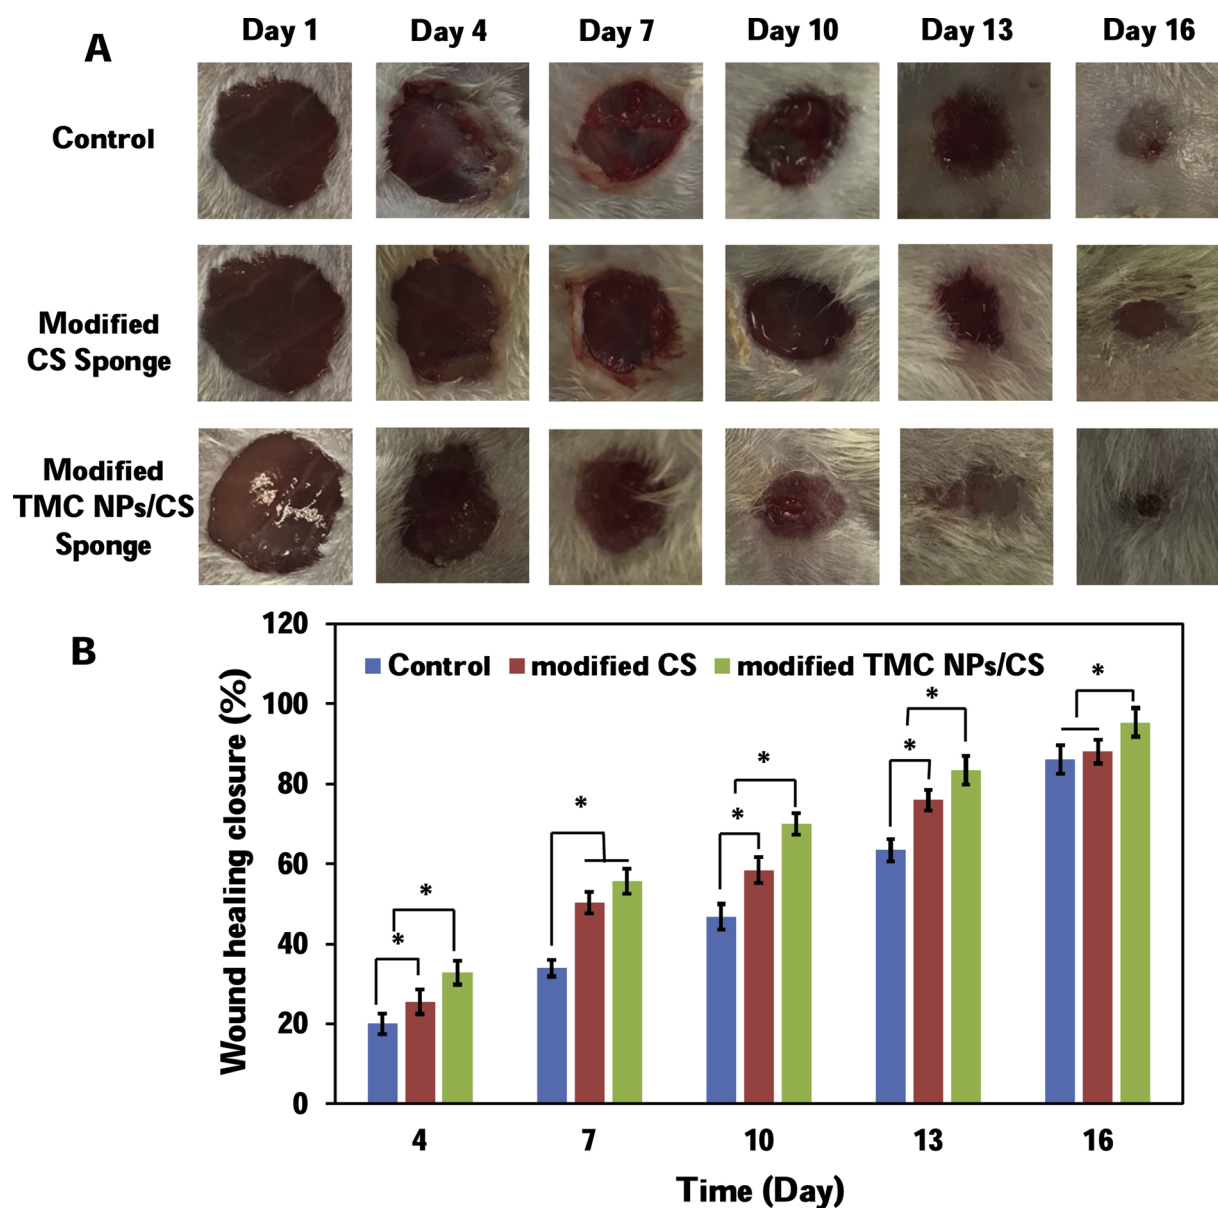 A
Day 1 Day 4 Day 7 Day 10 Day 13 Day 16
Control
Modified
CS Sponge
Modified
TMC NPs/CS
Sponge
B
Wound healing closure (%)
120
100
80
60
40
20
0
Control modified CS modified TMC NPs/CS
* * * * * * * *
4 7 10 13 16
Time (Day)